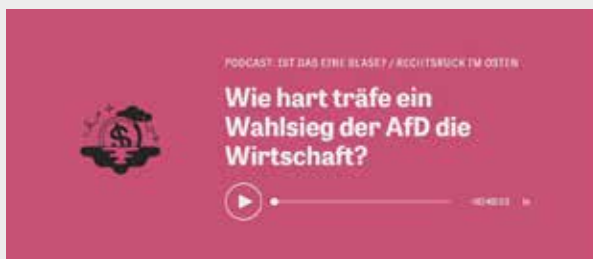 PODCAST: IST DAS EINE BLASE? / RECHTSRUCK IM OSTEN
Wie hart träfe ein
Wahlsieg der AfD die
Wirtschaft?
$